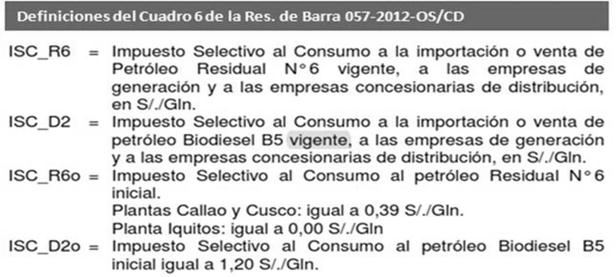 Definiciones del Cuadro 6 de la Res. de Barra 057-2012-OS/CD
ISC_R6 = Impuesto Selectivo al Consumo a la importación o venta de
Petróleo Residual N°6 vigente, a las empresas de
generación y a las empresas concesionarias de distribución,
en S/./Gln.
ISC_D2 = Impuesto Selectivo al Consumo a la importación o venta de
petróleo Biodiesel B5 vigente, a las empresas de generación
y a las empresas concesionarias de distribución, en S/./Gln.
ISC_R6o = Impuesto Selectivo al Consumo al petróleo Residual N°6
inicial.
Plantas Callao y Cusco: igual a 0,39 S/./Gln.
Planta Iquitos: igual a 0,00 S/./Gln
ISC_D2o = Impuesto Selectivo al Consumo al petróleo Biodiesel B5
inicial igual a 1,20 S/./Gln.